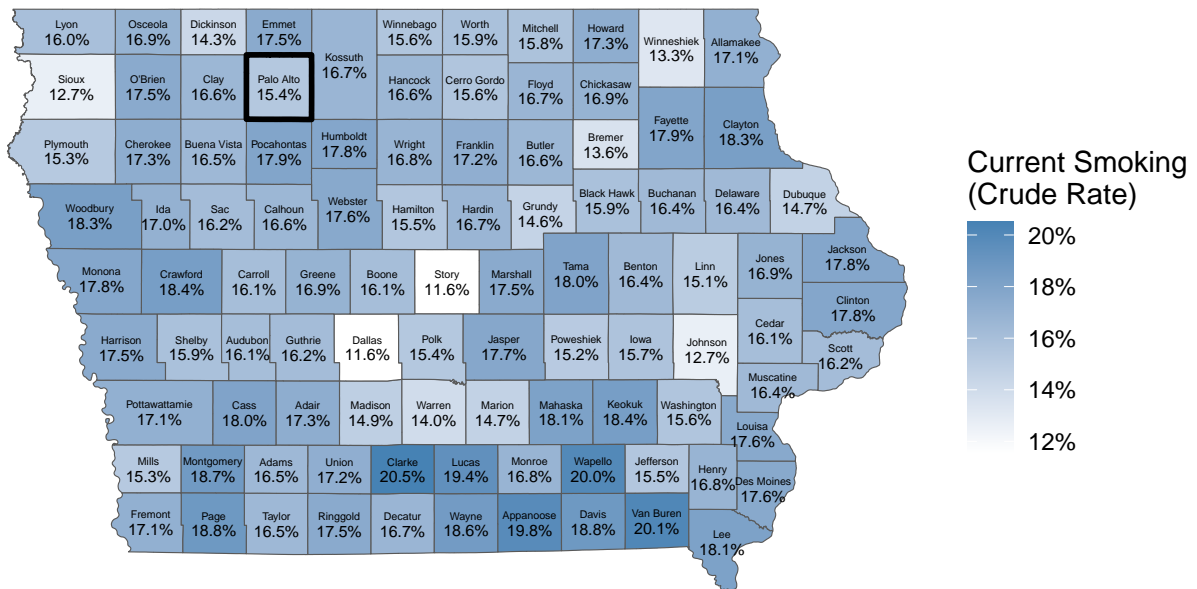 Lyon
16.0%
Osceola
16.9%
Dickinson
14.3%
Emmet
17.5%
Kossuth
16.7%
Winnebago
15.6%
Worth
15.9%
Mitchell
15.8%
Howard
17.3%
Winneshiek
13.3%
Allamakee
17.1%
Sioux
12.7%
O'Brien
17.5%
Clay
16.6%
Palo Alto
15.4%
Hancock
16.6%
Cerro Gordo
15.6%
Floyd
16.7%
Chickasaw
16.9%
Fayette
17.9%
Clayton
18.3%
Plymouth
15.3%
Cherokee
17.3%
Buena Vista
16.5%
Pocahontas
17.9%
Humboldt
17.8%
Wright
16.8%
Franklin
17.2%
Butler
16.6%
Bremer
13.6%
Woodbury
18.3%
Ida
17.0%
Sac
16.2%
Calhoun
16.6%
Webster
17.6%
Hamilton
15.5%
Hardin
16.7%
Grundy
14.6%
Black Hawk
15.9%
Buchanan
16.4%
Delaware
16.4%
Dubuque
14.7%
Monona
17.8%
Crawford
18.4%
Carroll
16.1%
Greene
16.9%
Boone
16.1%
Story
11.6%
Marshall
17.5%
Tama
18.0%
Benton
16.4%
Linn
15.1%
Jones
16.9%
Jackson
17.8%
Clinton
17.8%
Harrison
17.5%
Shelby
15.9%
Audubon
16.1%
Guthrie
16.2%
Dallas
11.6%
Polk
15.4%
Jasper
17.7%
Poweshiek
15.2%
Iowa
15.7%
Johnson
12.7%
Cedar
16.1%
Scott
16.2%
Muscatine
16.4%
Pottawattamie
17.1%
Cass
18.0%
Adair
17.3%
Madison
14.9%
Warren
14.0%
Marion
14.7%
Mahaska
18.1%
Keokuk
18.4%
Washington
15.6%
Louisa
17.6%
Mills
15.3%
Montgomery
18.7%
Adams
16.5%
Union
17.2%
Clarke
20.5%
Lucas
19.4%
Monroe
16.8%
Wapello
20.0%
Jefferson
15.5%
Henry
16.8%
Des Moines
17.6%
Fremont
17.1%
Page
18.8%
Taylor
16.5%
Ringgold
17.5%
Decatur
16.7%
Wayne
18.6%
Appanoose
19.8%
Davis
18.8%
Van Buren
20.1%
Lee
18.1%
Current Smoking
(Crude Rate)
20%
18%
16%
14%
12%